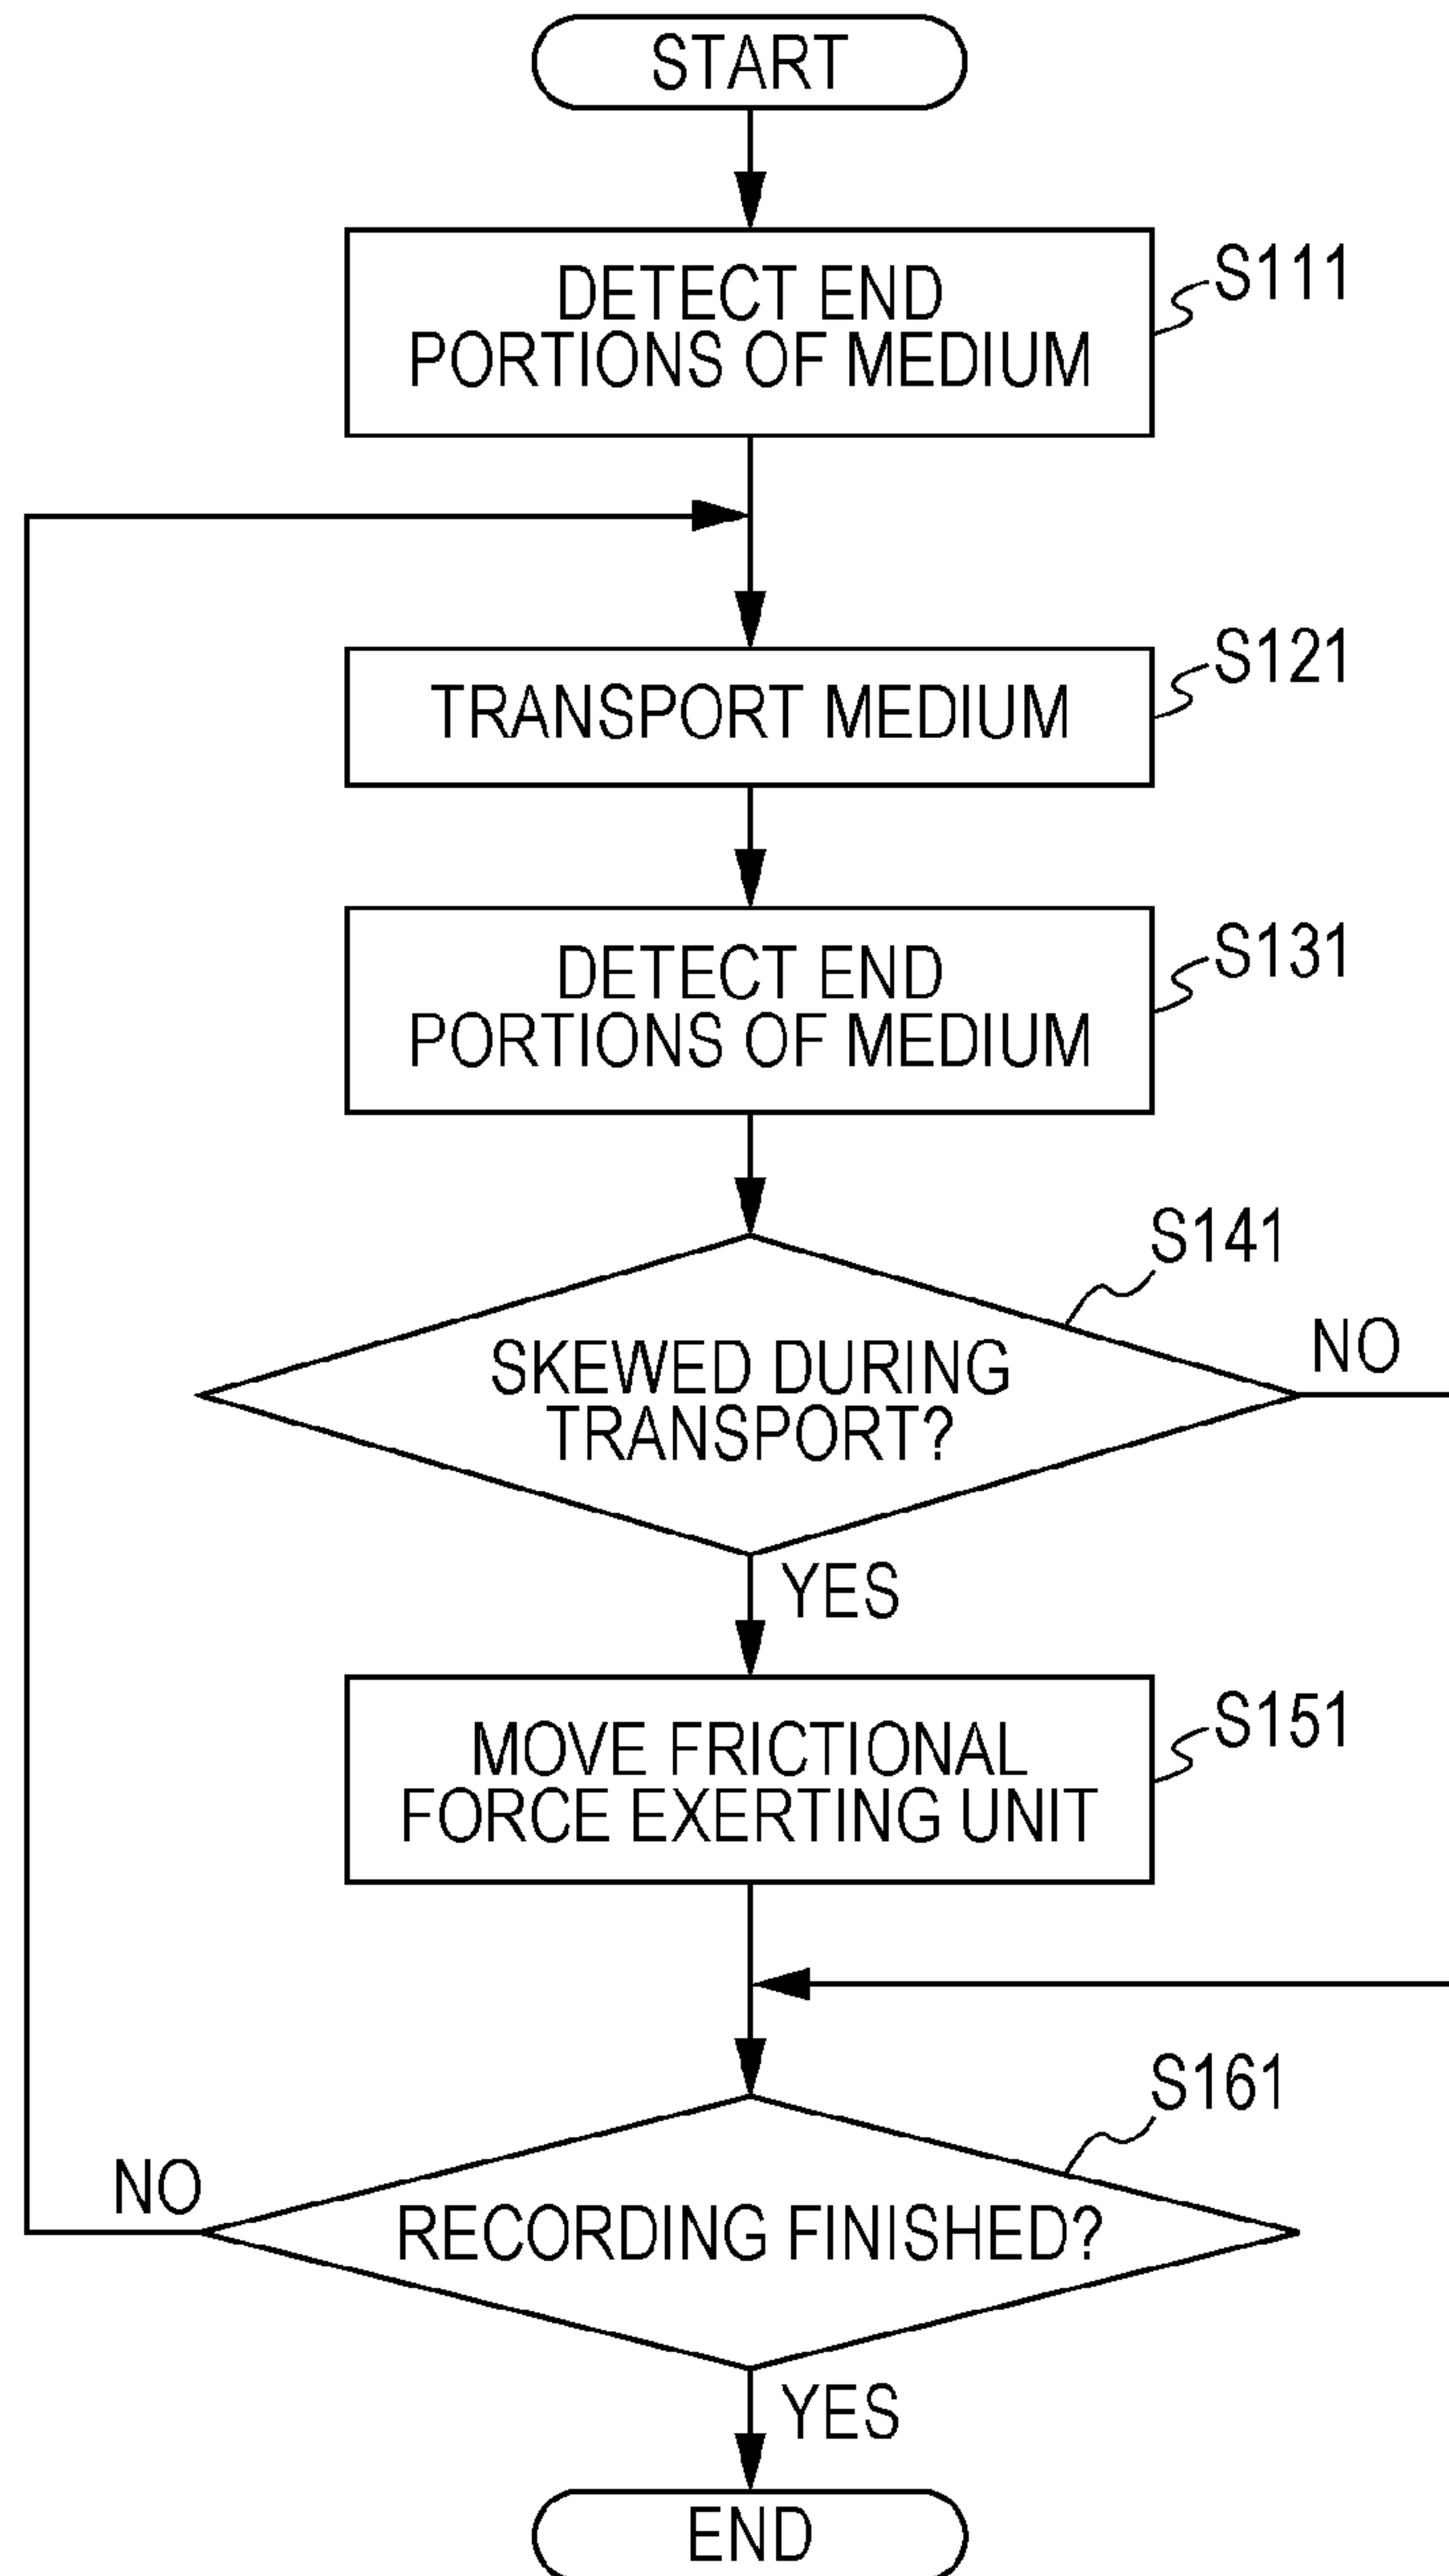 START
DETECT END
PORTIONS OF MEDIUM
S111
TRANSPORT MEDIUM
S121
DETECT END
PORTIONS OF MEDIUM
S131
SKEWED DURING
TRANSPORT?
S141
NO
YES
MOVE FRICTIONAL
FORCE EXERTING UNIT
S151
RECORDING FINISHED?
S161
NO
YES
END